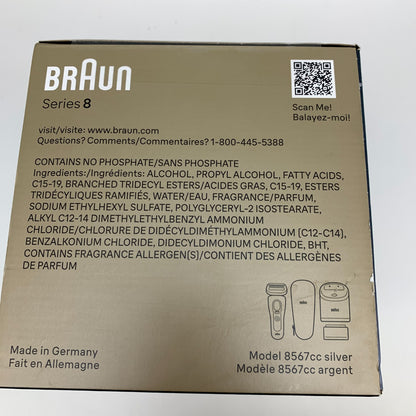 BRAUN
Series 8
Scan Me!
Balayez-moi!
visit/visite: www.braun.com
Questions? Comments/Commentaires? 1-800-445-5388
CONTAINS NO PHOSPHATE/SANS PHOSPHATE
Ingredients:/Ingrédients: ALCOHOL, PROPYL ALCOHOL, FATTY ACIDS,
C15-19, BRANCHED TRIDECYL ESTERS/ACIDES GRAS, C15-19, ESTERS
TRIDÉCYLIQUES RAMIFIÉS, WATER/EAU, FRAGRANCE/PARFUM,
SODIUM ETHYLHEXYL SULFATE, POLYGLYCERYL-2 ISOSTEARATE,
ALKYL C12-14 DIMETHYLETHYBENZYL AMMONIUM
CHLORIDE/CHLORURE DE DIDÉCYLDIMÉTHYLAMMONIUM [C12-C14],
BENZALKONIUM CHLORIDE, DIDECYLDIMONIUM CHLORIDE, BHT,
CONTAINS FRAGRANCE ALLERGEN[S]/CONTIENT DES ALLERGÈNES
DE PARFUM
Made in Germany
Fait en Allemagne
Model 8567cc silver
Modèle 8567cc argent